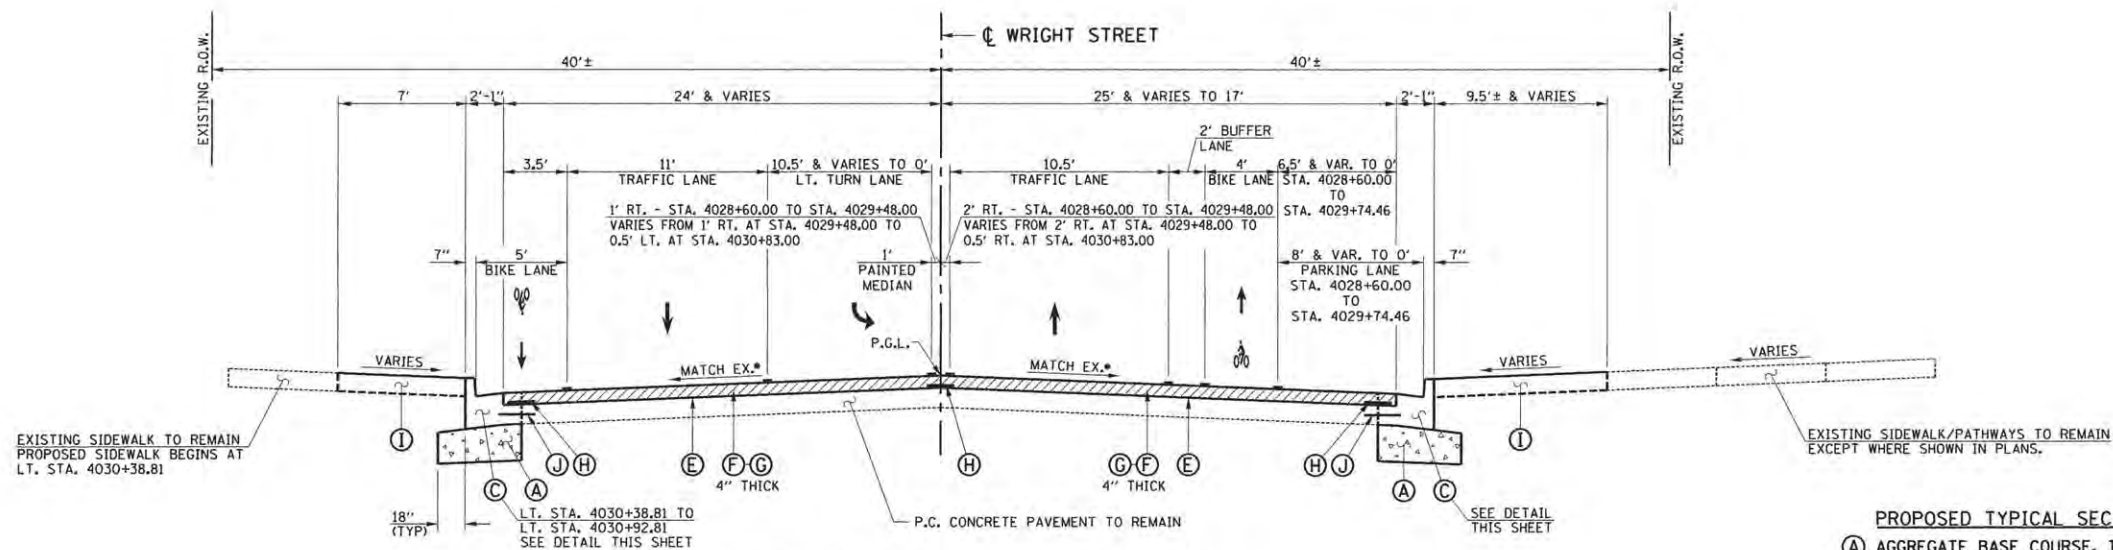 ℄ WRIGHT STREET
EXISTING R.O.W.
40'±
40'±
EXISTING R.O.W.
7'
2'-1"
24' & VARIES
25' & VARIES TO 17'
2'-1"
9.5'± & VARIES
2' BUFFER
LANE
3.5'
11'
TRAFFIC LANE
10.5' & VARIES TO 0'
LT. TURN LANE
10.5'
TRAFFIC LANE
4'
BIKE LANE
6.5' & VAR. TO 0'
STA. 4028+60.00
TO
STA. 4029+74.46
1' RT. - STA. 4028+60.00 TO STA. 4029+48.00
VARIES FROM 1' RT. AT STA. 4029+48.00 TO
0.5' LT. AT STA. 4030+83.00
2' RT. - STA. 4028+60.00 TO STA. 4029+48.00
VARIES FROM 2' RT. AT STA. 4029+48.00 TO
0.5' RT. AT STA. 4030+83.00
7"
5'
BIKE LANE
1'
PAINTED
MEDIAN
8' & VAR. TO 0'
PARKING LANE
STA. 4028+60.00
TO
STA. 4029+74.46
7"
P.G.L.
VARIES
MATCH EX.*
MATCH EX.*
VARIES
VARIES
EXISTING SIDEWALK TO REMAIN
PROPOSED SIDEWALK BEGINS AT
LT. STA. 4030+38.81
I
J H
E
F-G
4" THICK
H
G-F
4" THICK
E
H J
I
EXISTING SIDEWALK/PATHWAYS TO REMAIN
EXCEPT WHERE SHOWN IN PLANS.
C
A
A
C
18"
(TYP)
LT. STA. 4030+38.81 TO
LT. STA. 4030+92.81
SEE DETAIL THIS SHEET
P.C. CONCRETE PAVEMENT TO REMAIN
SEE DETAIL
THIS SHEET
PROPOSED TYPICAL SEC
A AGGREGATE BASE COURSE,